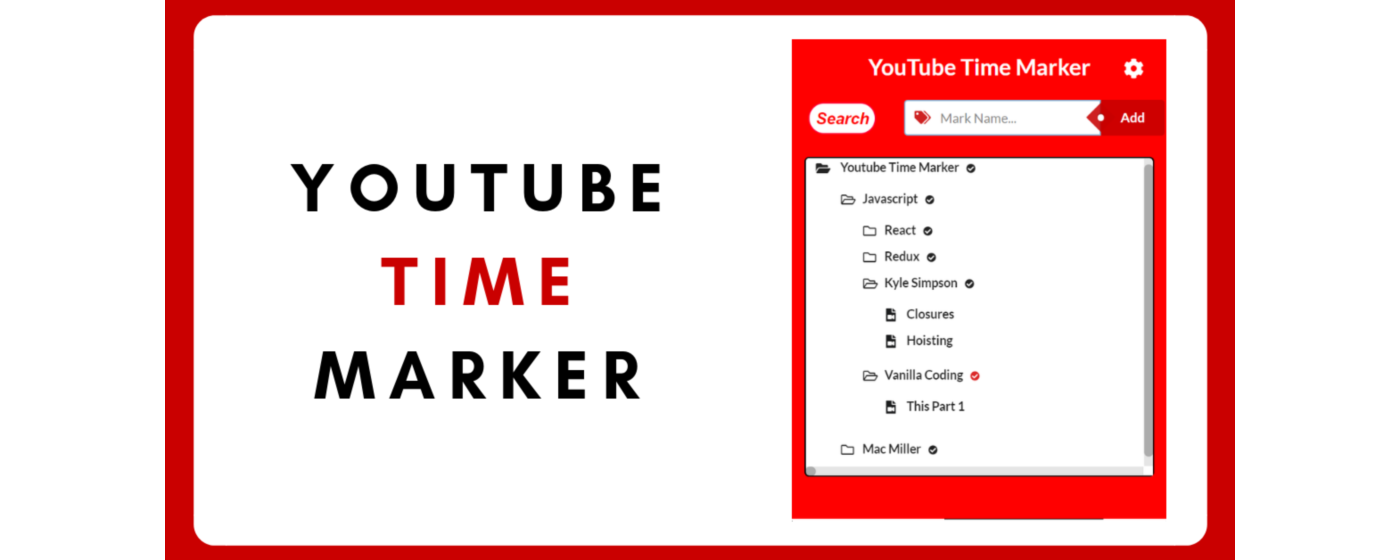 YOUTUBE
TIME
MARKER
YouTube Time Marker
Search
Mark Name...
Add
Youtube Time Marker
Javascript
React
Redux
Kyle Simpson
Closures
Hoisting
Vanilla Coding
This Part 1
Mac Miller